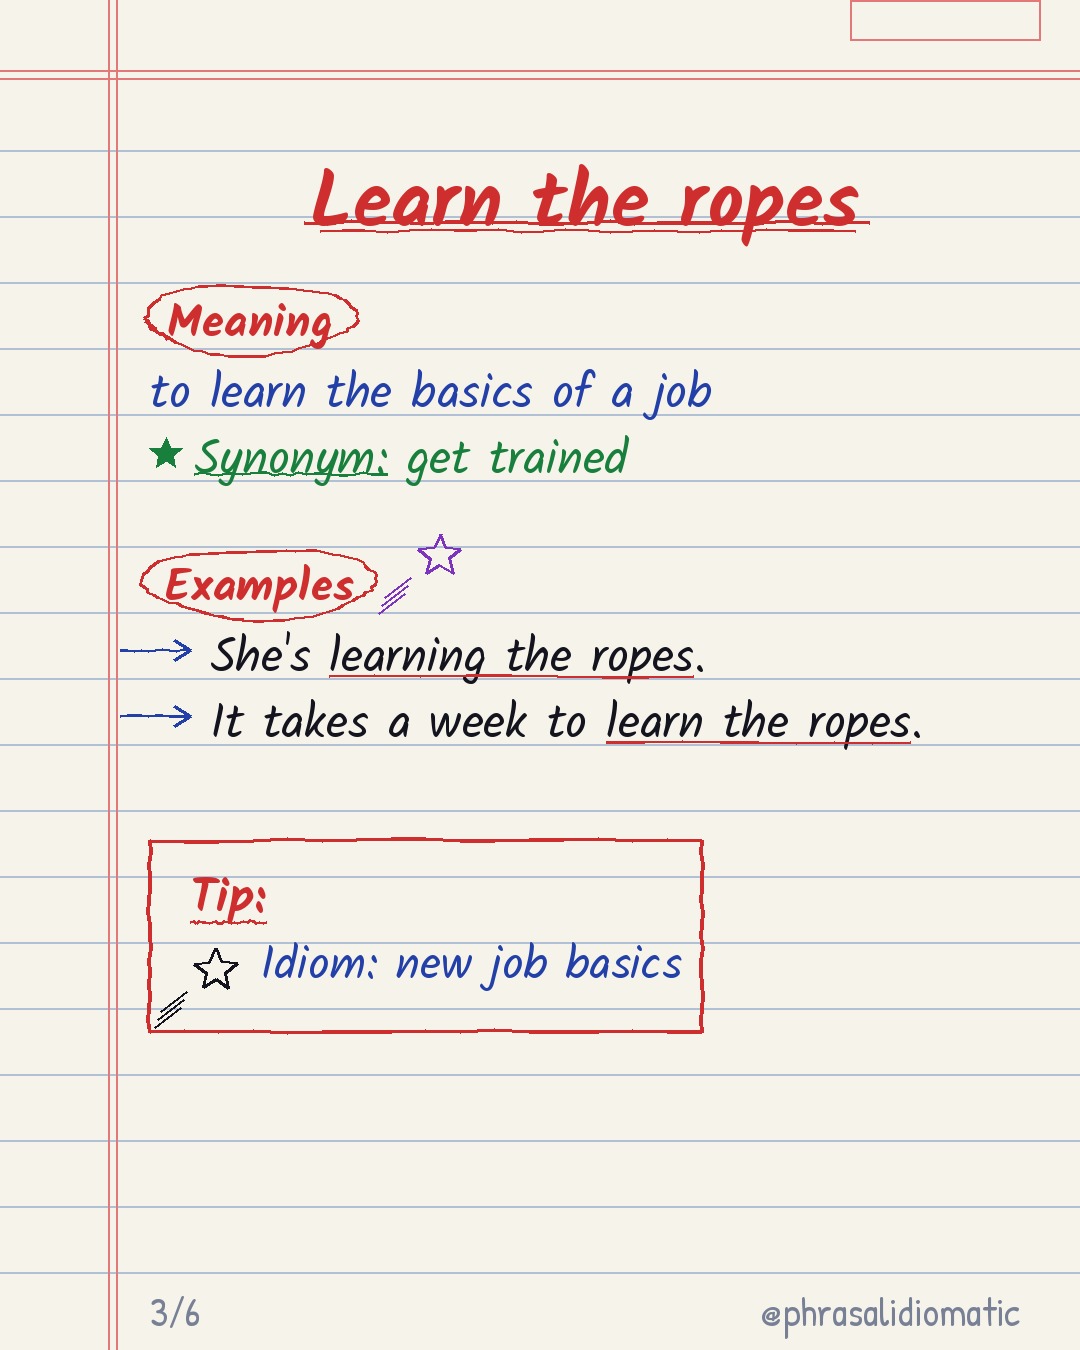 Learn the ropes
Meaning
to learn the basics of a job
Synonym: get trained
Examples
She's learning the ropes.
It takes a week to learn the ropes.
Tip:
Idiom: new job basics
3/6
@phrasalidiomatic